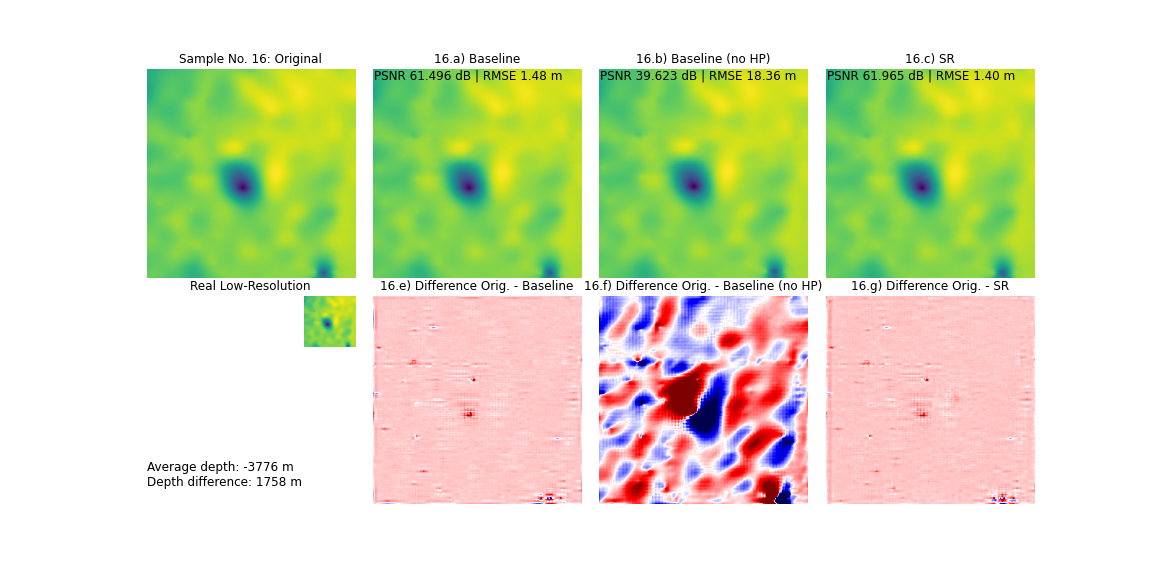 Sample No. 16: Original
16.a) Baseline
16.b) Baseline (no HP)
16.c) SR
PSNR 61.496 dB | RMSE 1.48 m
PSNR 39.623 dB | RMSE 18.36 m
PSNR 61.965 dB | RMSE 1.40 m
Real Low-Resolution
16.e) Difference Orig. - Baseline
16.f) Difference Orig. - Baseline (no HP)
16.g) Difference Orig. - SR
Average depth: -3776 m
Depth difference: 1758 m